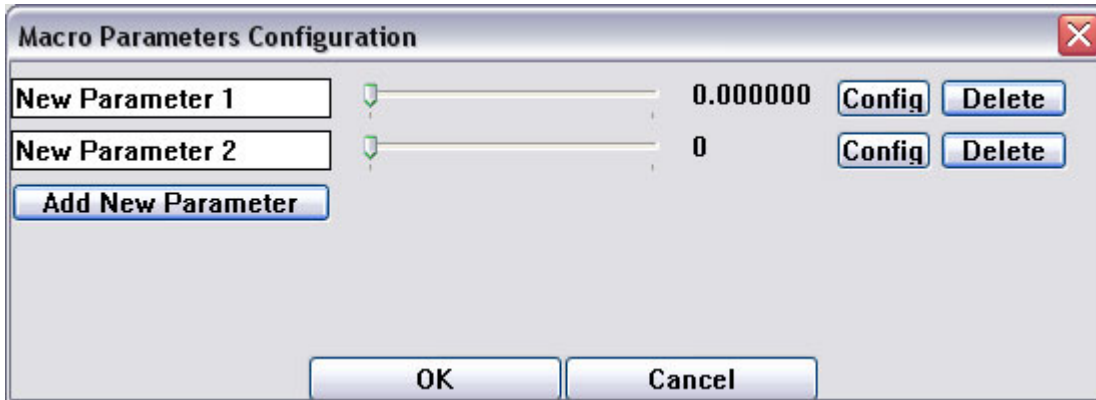 Macro Parameters Configuration
New Parameter 1 0.000000 Config Delete
New Parameter 2 0 Config Delete
Add New Parameter
OK Cancel